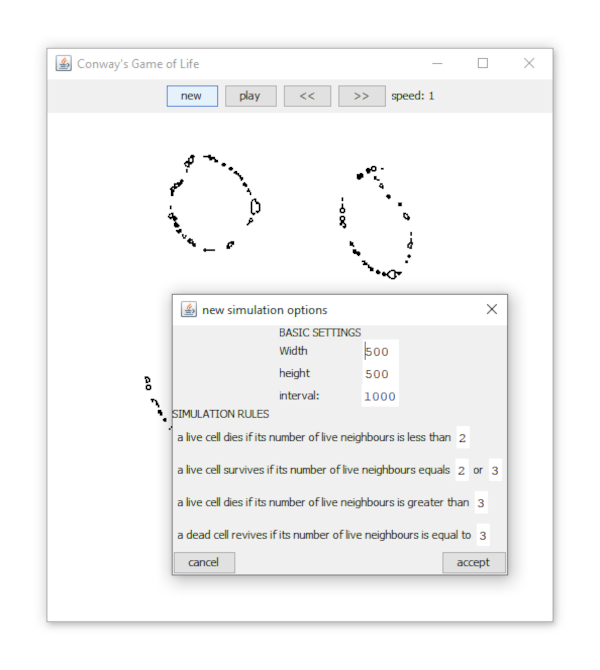 Conway's Game of Life
new play << >> speed: 1
new simulation options
BASIC SETTINGS
Width 500
height 500
interval: 1000
SIMULATION RULES
a live cell dies if its number of live neighbours is less than 2
a live cell survives if its number of live neighbours equals 2 or 3
a live cell dies if its number of live neighbours is greater than 3
a dead cell revives if its number of live neighbours is equal to 3
cancel accept